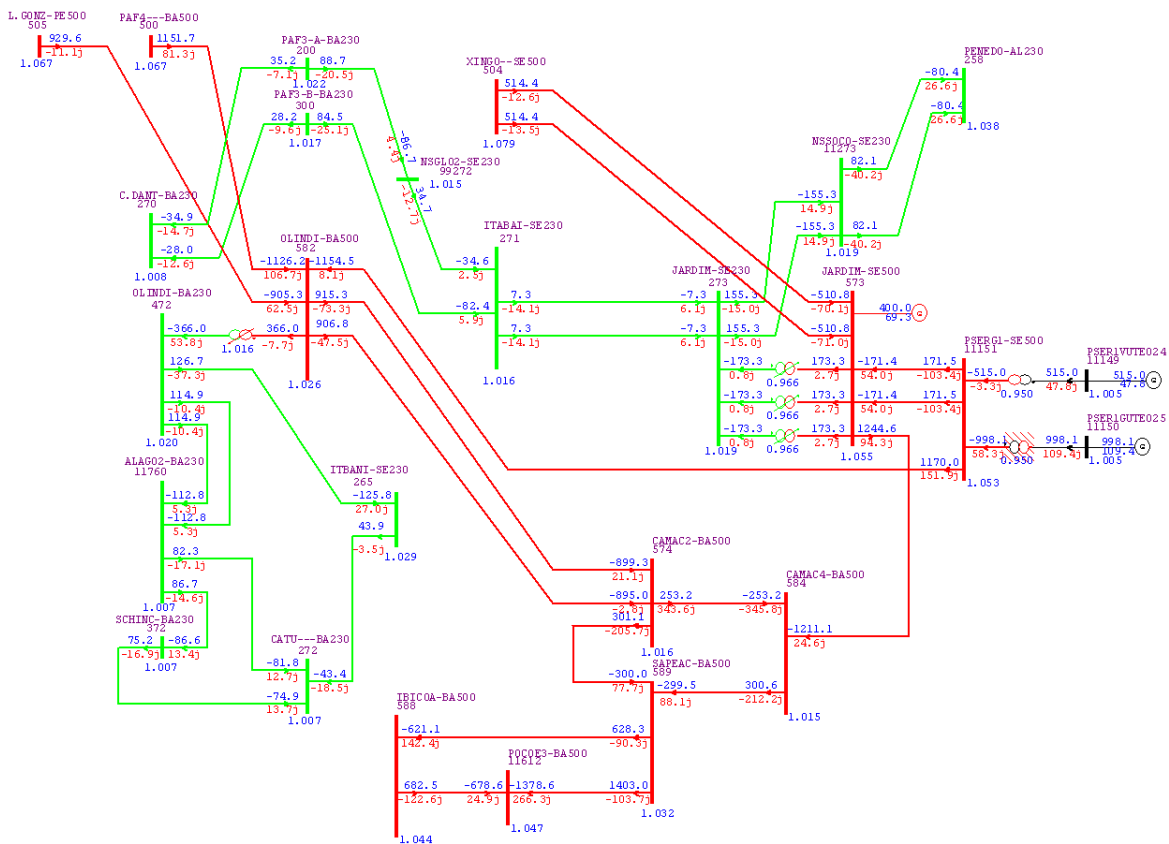 L.GONZ-PE500
505
929.6
-11.1j
1.067
PAF4---BA500
500
1151.7
81.3j
1.067
PAF3-A-BA230
200
35.2 88.7
-7.1j -20.5j
1.022
PAF3-B-BA230
300
28.2 84.5
-9.6j -25.1j
1.017
XINGO--SE500
504
514.4
-12.6j
514.4
-13.5j
1.079
PENEDO-AL230
258
-80.4
26.6j
-80.4
26.6j
1.038
NSSOCO-SE230
11273
82.1
-40.2j
-155.3
14.9j
-155.3 82.1
14.9j -40.2j
1.019
-86.7
4.4j
NSGL02-SE230
99272
1.015
34.7
-12.7j
C.DANT-BA230
270
-34.9
-14.7j
-28.0
-12.6j
1.008
OLINDI-BA500
582
-1126.2 -1154.5
106.7j 8.1j
-905.3 915.3
62.5j -73.3j
366.0 906.8
-7.7j -47.5j
1.026
ITABAI-SE230
271
-34.6
2.5j
-82.4 7.3
5.9j -14.1j
7.3
-14.1j
1.016
JARDIM-SE230
273
-7.3 155.3
6.1j -15.0j
-7.3 155.3
6.1j -15.0j
-173.3
0.8j
0.966
-173.3
0.8j
0.966
-173.3
0.8j
0.966
1.019
JARDIM-SE500
573
-510.8 400.0
-70.1j 69.3
-510.8
-71.0j
173.3 -171.4
2.7j 54.0j
173.3 -171.4
2.7j 54.0j
173.3 1244.6
2.7j 94.3j
1.055
PSERG1-SE500
11151
171.5 -515.0
-103.4j -3.3j
0.950
171.5
-103.4j
-998.1
58.3j
0.950
1170.0
151.9j
1.053
PSER1VUTE024
11149
515.0 515.0
47.8j 47.8
1.005
PSER1GUTE025
11150
998.1 998.1
109.4j 109.4
1.005
OLINDI-BA230
472
-366.0
53.8j
1.016
126.7
-37.3j
114.9
-10.4j
114.9
-10.4j
1.020
ALAGO2-BA230
11760
-112.8
5.3j
-112.8
5.3j
82.3
-17.1j
86.7
-14.6j
1.007
ITBANI-SE230
265
-125.8
27.0j
43.9
-3.5j
1.029
SCHINC-BA230
372
75.2 -86.6
-16.9j 13.4j
1.007
CATU---BA230
272
-81.8
12.7j
-43.4
-18.5j
-74.9
13.7j
1.007
CAMAC2-BA500
574
-899.3
21.1j
-895.0 253.2
-2.8j 343.6j
301.1
-205.7j
1.016
CAMAC4-BA500
584
-253.2
-345.8j
-1211.1
24.6j
300.6
-212.2j
1.015
SAPEAC-BA500
589
-300.0
77.7j
-299.5
88.1j
628.3
-90.3j
1403.0
-103.7j
1.032
IBICOA-BA500
588
-621.1
142.4j
682.5
-122.6j
1.044
POCOE3-BA500
11612
-678.6 -1378.6
24.9j 266.3j
1.047